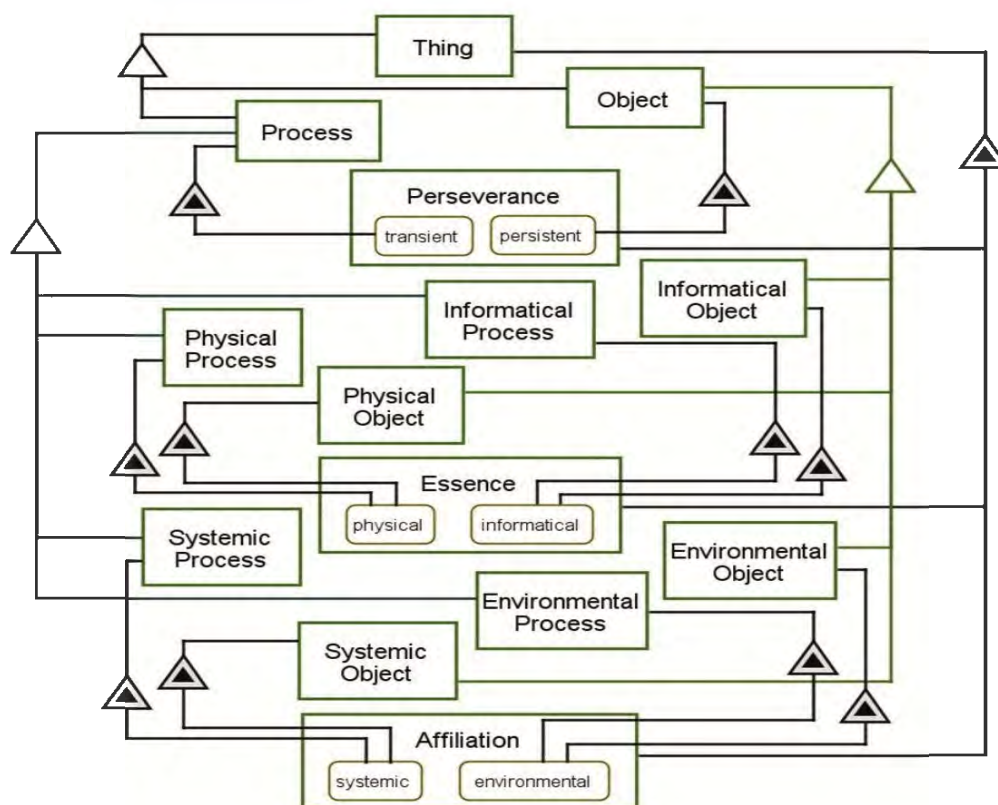 Thing
Object
Process
Perseverance
transient
persistent
Informatical
Object
Informatical
Process
Physical
Process
Physical
Object
Essence
physical
informatical
Systemic
Process
Environmental
Object
Environmental
Process
Systemic
Object
Affiliation
systemic
environmental